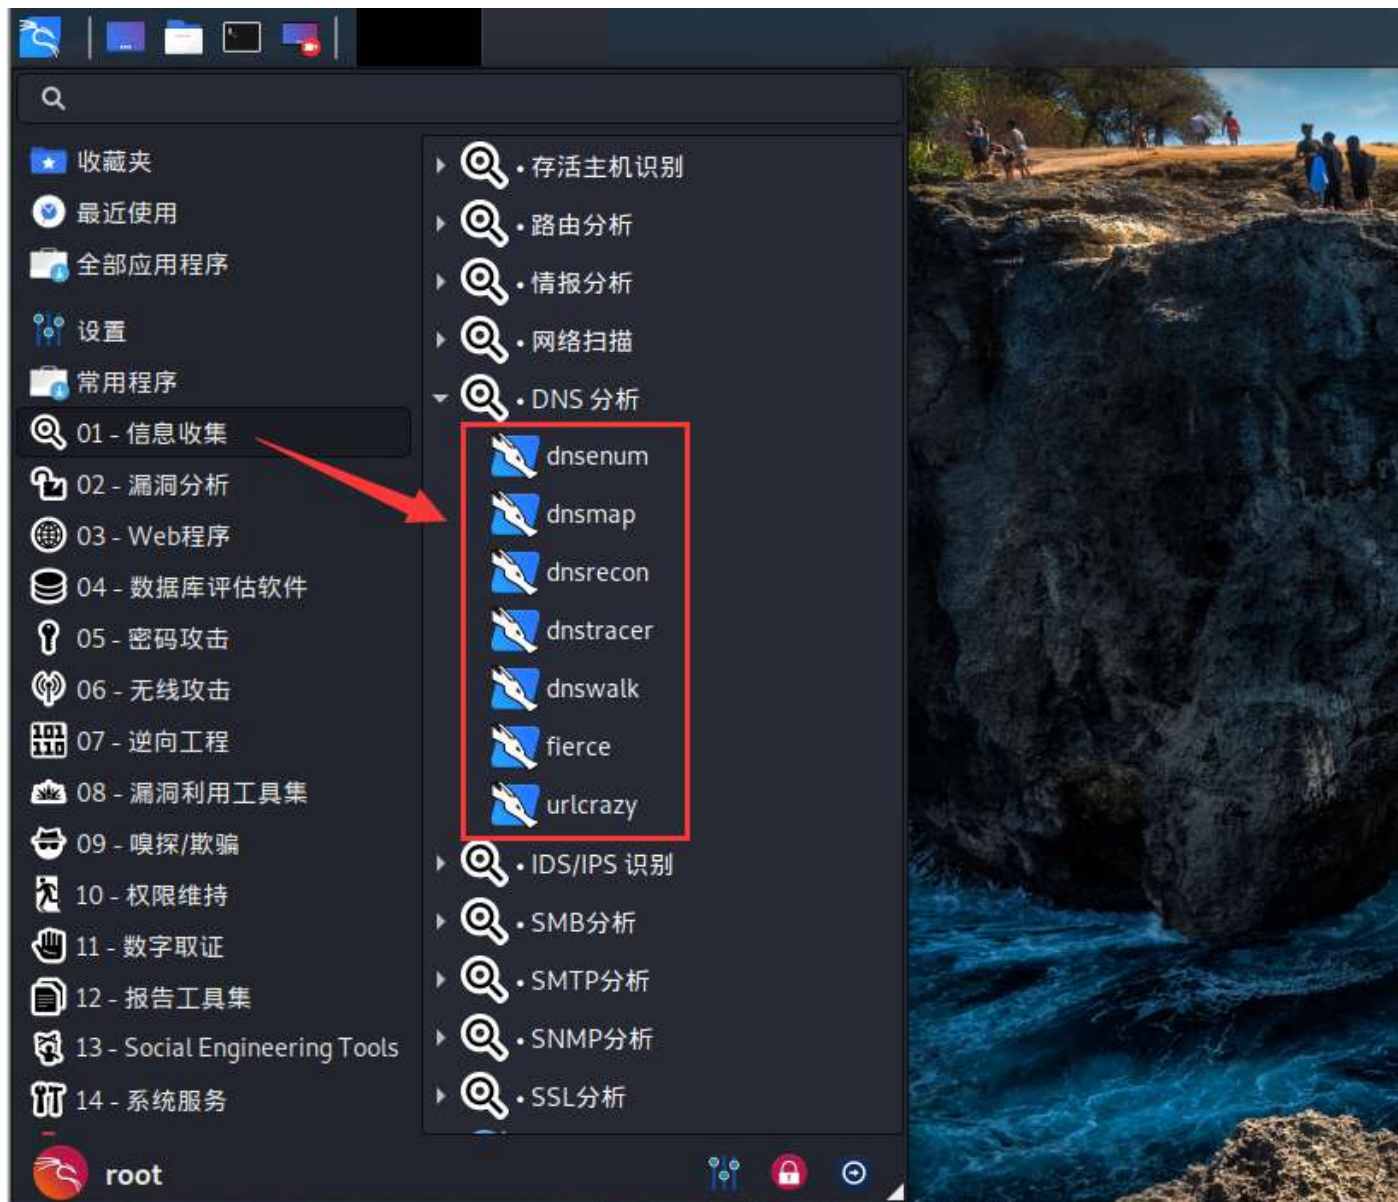 收藏夹
最近使用
全部应用程序
设置
常用程序
01 - 信息收集
02 - 漏洞分析
03 - Web程序
04 - 数据库评估软件
05 - 密码攻击
06 - 无线攻击
07 - 逆向工程
08 - 漏洞利用工具集
09 - 嗅探/欺骗
10 - 权限维持
11 - 数字取证
12 - 报告工具集
13 - Social Engineering Tools
14 - 系统服务
• 存活主机识别
• 路由分析
• 情报分析
• 网络扫描
• DNS 分析
dnsenum
dnsmap
dnsrecon
dnstracer
dnswalk
fierce
urlcrazy
• IDS/IPS 识别
• SMB分析
• SMTP分析
• SNMP分析
• SSL分析
root